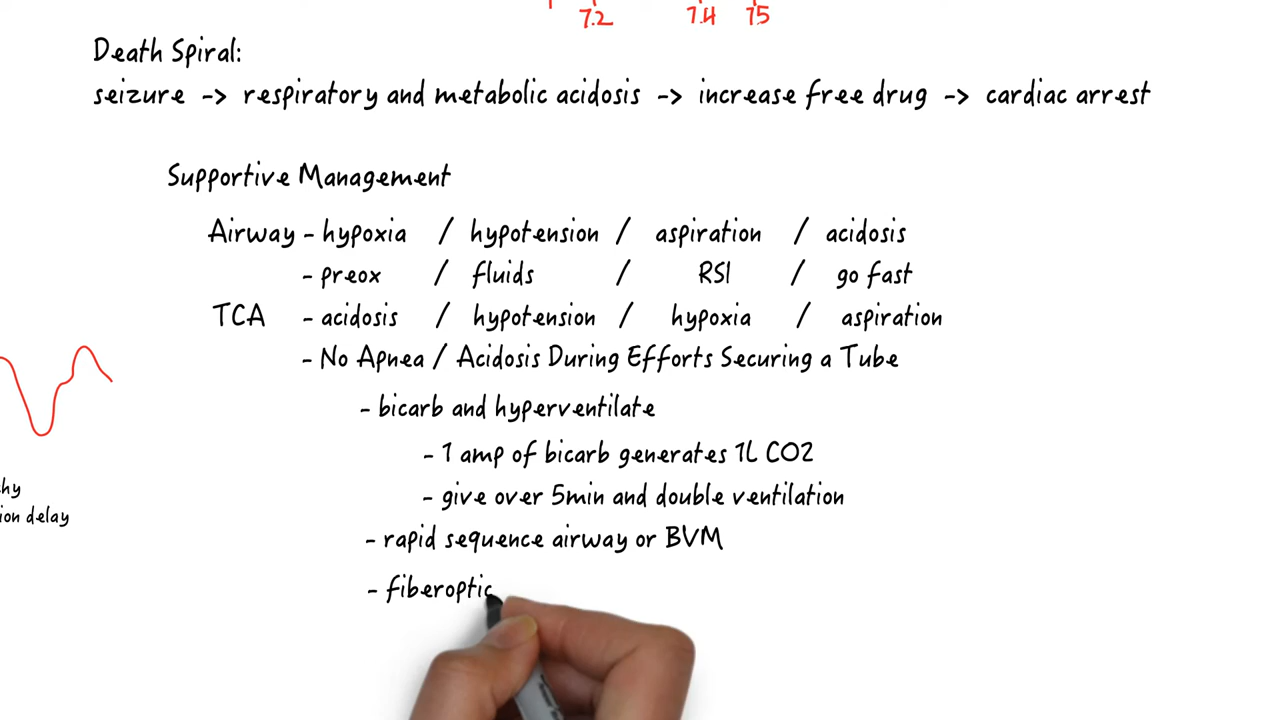 7.2 7.4 7.5
Death Spiral:
seizure -> respiratory and metabolic acidosis -> increase free drug -> cardiac arrest
Supportive Management
Airway - hypoxia / hypotension / aspiration / acidosis
- preox / fluids / RSI / go fast
TCA - acidosis / hypotension / hypoxia / aspiration
- No Apnea / Acidosis During Efforts Securing a Tube
- bicarb and hyperventilate
- 1 amp of bicarb generates 1L CO2
- give over 5min and double ventilation
hy
ion delay
- rapid sequence airway or BVM
- fiberoptic